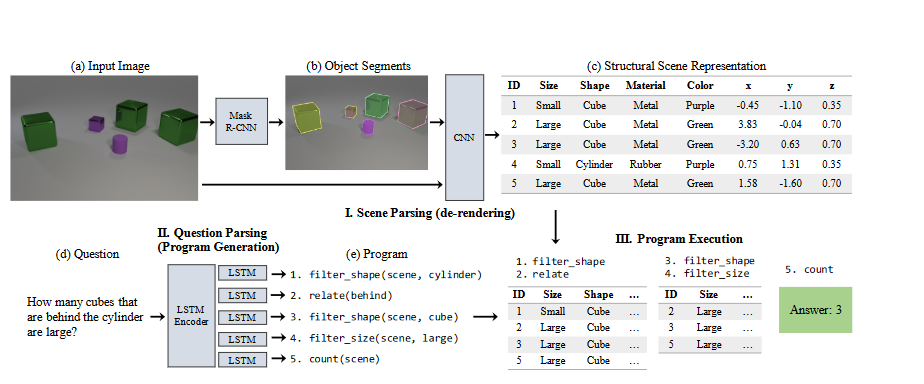 (a) Input Image
(b) Object Segments
(c) Structural Scene Representation
Mask
R-CNN
CNN
ID Size Shape Material Color x y z
1 Small Cube Metal Purple -0.45 -1.10 0.35
2 Large Cube Metal Green 3.83 -0.04 0.70
3 Large Cube Metal Green -3.20 0.63 0.70
4 Small Cylinder Rubber Purple 0.75 1.31 0.35
5 Large Cube Metal Green 1.58 -1.60 0.70
I. Scene Parsing (de-rendering)
II. Question Parsing
(Program Generation)
III. Program Execution
(d) Question
How many cubes that
are behind the cylinder
are large?
LSTM
Encoder
(e) Program
LSTM 1. filter_shape(scene, cylinder)
LSTM 2. relate(behind)
LSTM 3. filter_shape(scene, cube)
LSTM 4. filter_size(scene, large)
LSTM 5. count(scene)
1. filter_shape
2. relate
ID Size Shape ...
1 Small Cube ...
2 Large Cube ...
3 Large Cube ...
5 Large Cube ...
3. filter_shape
4. filter_size
ID Size ...
2 Large ...
3 Large ...
5 Large ...
5. count
Answer: 3